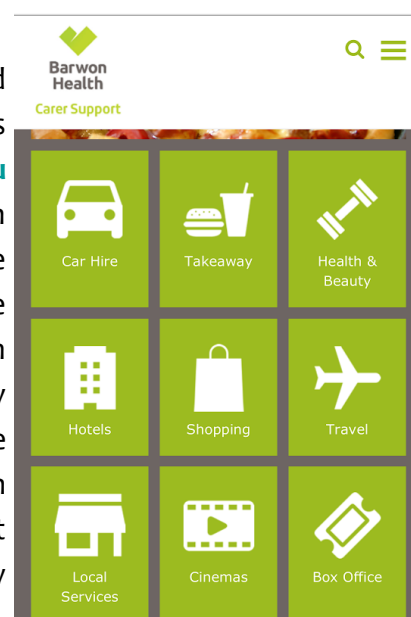 Barwon
Health
Carer Support
Car Hire
Takeaway
Health &
Beauty
Hotels
Shopping
Travel
Local
Services
Cinemas
Box Office